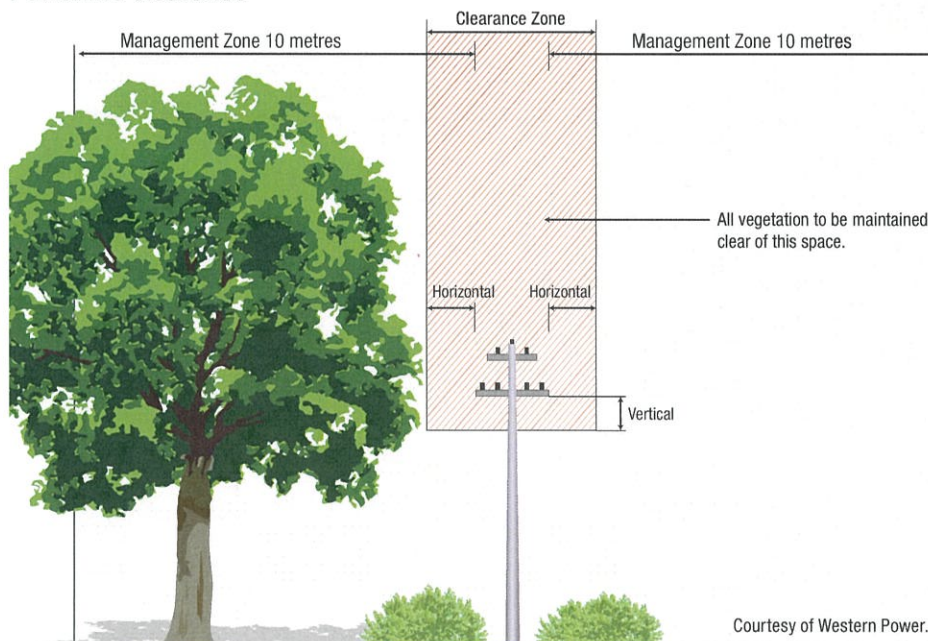 Clearance Zone
Management Zone 10 metres
Management Zone 10 metres
All vegetation to be maintained
clear of this space.
Horizontal
Horizontal
Vertical
Courtesy of Western Power.